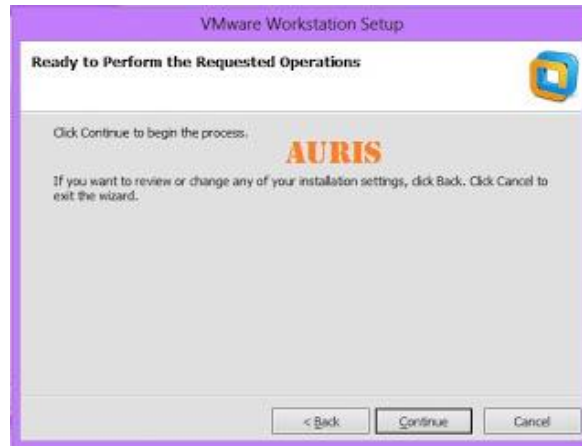 VMware Workstation Setup
Ready to Perform the Requested Operations
Click Continue to begin the process.
AURIS
If you want to review or change any of your installation settings, click Back. Click Cancel to
exit the wizard.
< Back
Continue
Cancel